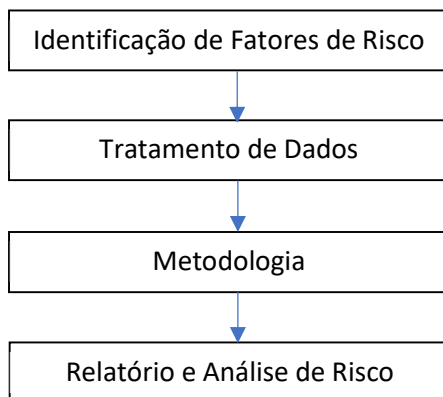 Identificação de Fatores de Risco
Tratamento de Dados
Metodologia
Relatório e Análise de Risco